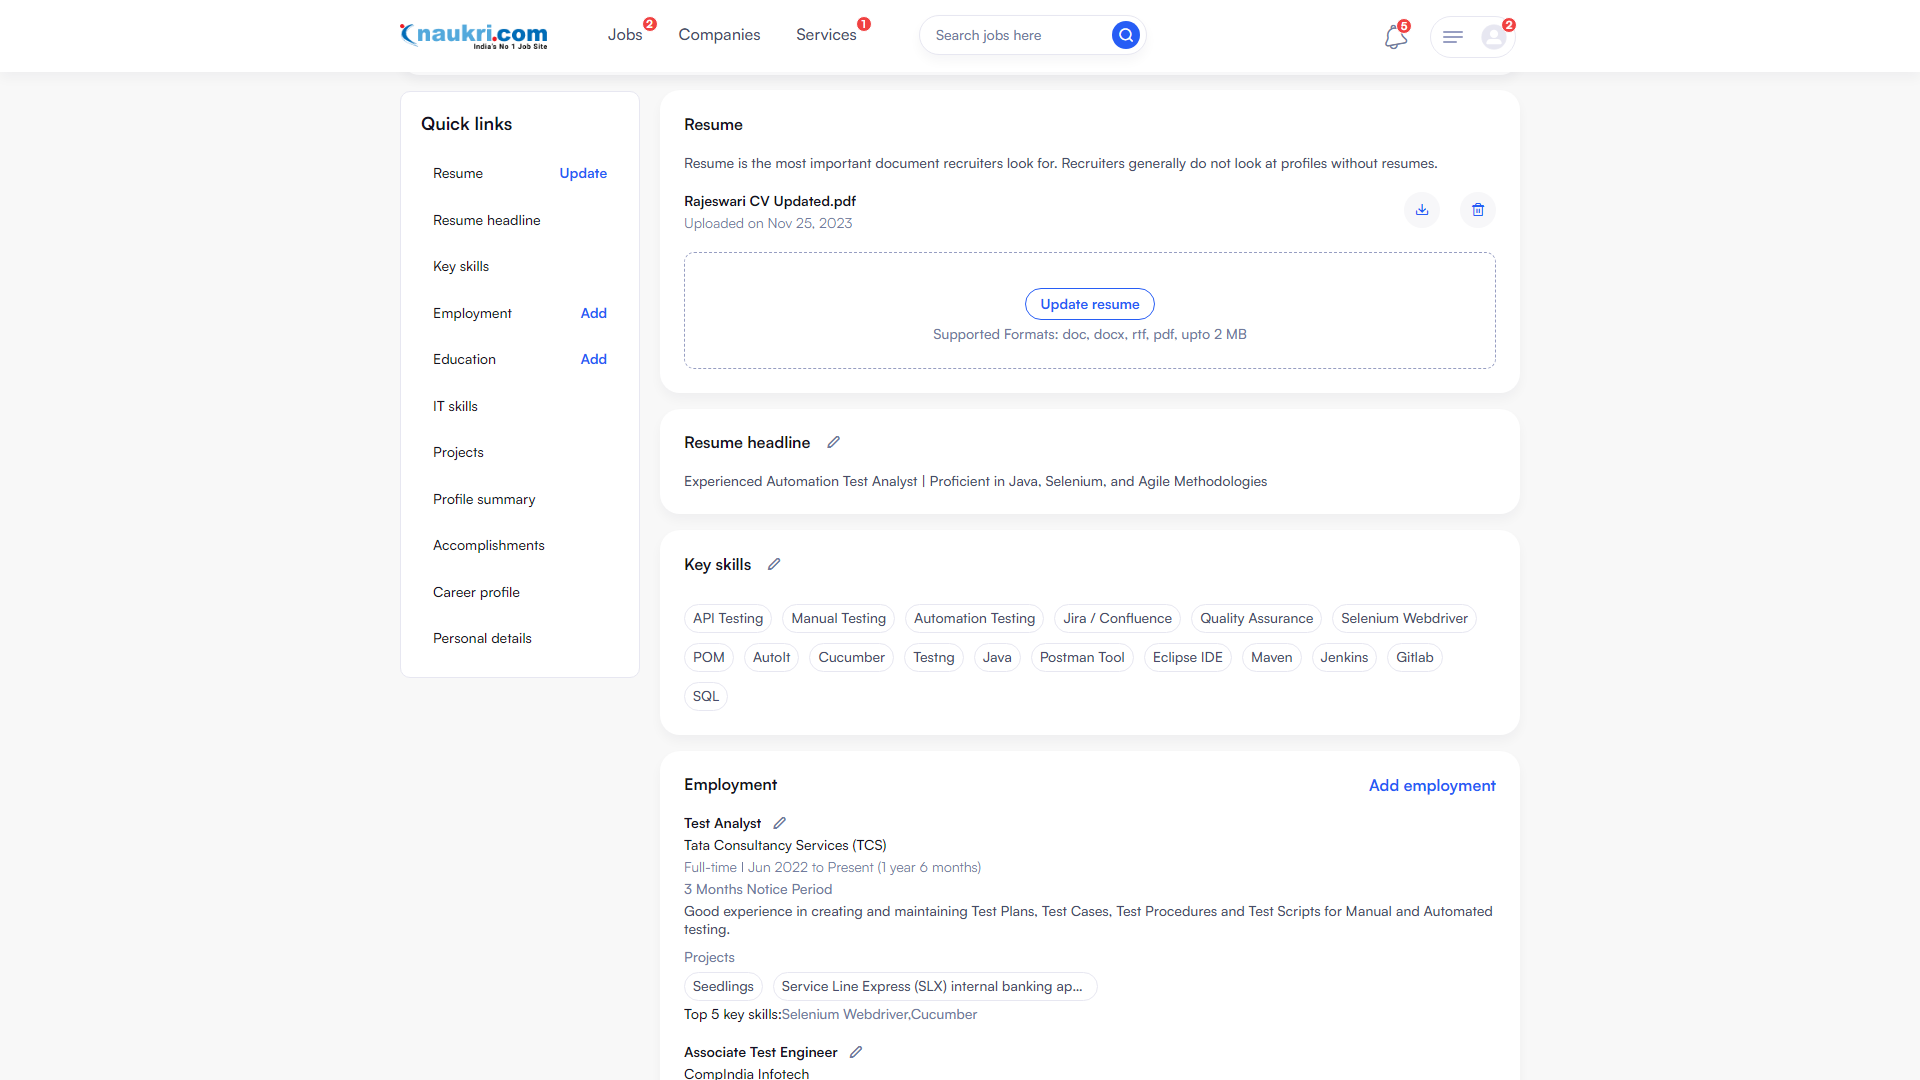 naukri.com
India's No 1 Job Site
Jobs 2
Companies
Services 1
Search jobs here
5
2
Quick links
Resume Update
Resume headline
Key skills
Employment Add
Education Add
IT skills
Projects
Profile summary
Accomplishments
Career profile
Personal details
Resume
Resume is the most important document recruiters look for. Recruiters generally do not look at profiles without resumes.
Rajeswari CV Updated.pdf
Uploaded on Nov 25, 2023
Update resume
Supported Formats: doc, docx, rtf, pdf, upto 2 MB
Resume headline
Experienced Automation Test Analyst | Proficient in Java, Selenium, and Agile Methodologies
Key skills
API Testing Manual Testing Automation Testing Jira / Confluence Quality Assurance Selenium Webdriver
POM AutoIt Cucumber Testng Java Postman Tool Eclipse IDE Maven Jenkins Gitlab
SQL
Employment Add employment
Test Analyst
Tata Consultancy Services (TCS)
Full-time | Jun 2022 to Present (1 year 6 months)
3 Months Notice Period
Good experience in creating and maintaining Test Plans, Test Cases, Test Procedures and Test Scripts for Manual and Automated
testing.
Projects
Seedlings Service Line Express (SLX) internal banking ap...
Top 5 key skills:Selenium Webdriver,Cucumber
Associate Test Engineer
CompIndia Infotech